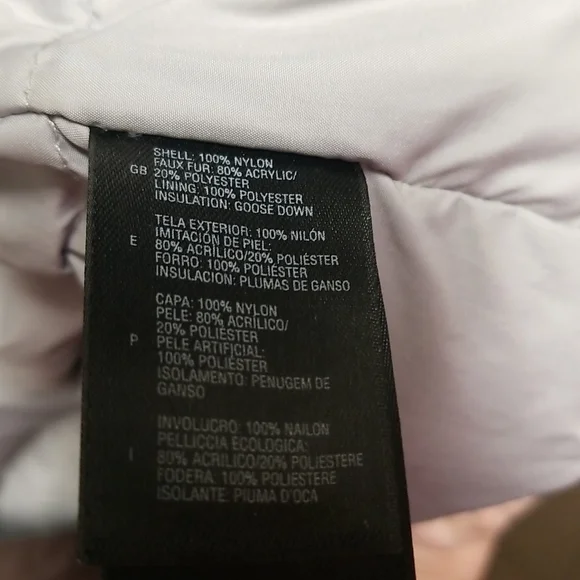 SHELL: 100% NYLON
FAUX FUR: 80% ACRYLIC/
GB 20% POLYESTER
LINING: 100% POLYESTER
INSULATION: GOOSE DOWN
TELA EXTERIOR: 100% NILÓN
IMITACIÓN DE PIEL:
E 80% ACRÍLICO/20% POLIÉSTER
FORRO: 100% POLIÉSTER
INSULACION: PLUMAS DE GANSO
CAPA: 100% NYLON
PELE: 80% ACRÍLICO/
20% POLIÉSTER
P PELE ARTIFICIAL:
100% POLIÉSTER
ISOLAMENTO: PENUGEM DE
GANSO
INVOLUCRO: 100% NAILON
PELLICCIA ECOLOGICA:
I 80% ACRILICO/20% POLIESTERE
FODERA: 100% POLIESTERE
ISOLANTE: PIUMA D'OCA